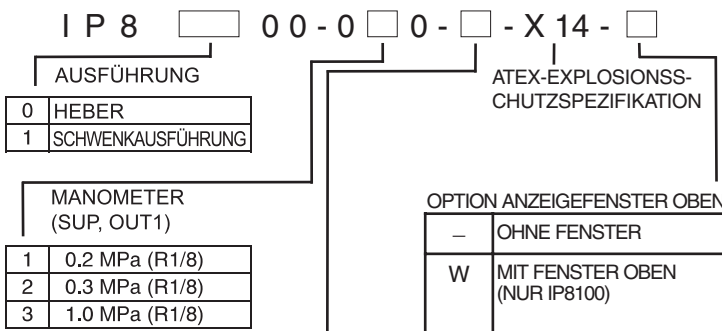 IP8 □ 00-0 □ 0- □ -X14- □
AUSFÜHRUNG
0 HEBER
1 SCHWENKAUSFÜHRUNG
ATEX-EXPLOSIONSS-
CHUTZSPEZIFIKATION
MANOMETER
(SUP, OUT1)
1 0.2 MPa (R1/8)
2 0.3 MPa (R1/8)
3 1.0 MPa (R1/8)
OPTION ANZEIGEFENSTER OBEN
– OHNE FENSTER
W MIT FENSTER OBEN
(NUR IP8100)